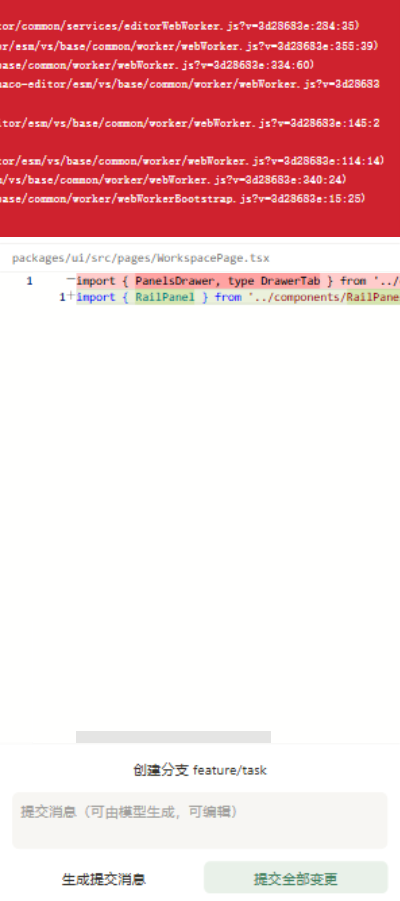 tor/common/services/editorWebWorker.js?v=3d28683e:284:35)
or/esm/vs/base/common/worker/webWorker.js?v=3d28683e:355:39)
ase/common/worker/webWorker.js?v=3d28683e:334:60)
naco-editor/esm/vs/base/common/worker/webWorker.js?v=3d28683
itor/esm/vs/base/common/worker/webWorker.js?v=3d28683e:145:2
or/esm/vs/base/common/worker/webWorker.js?v=3d28683e:114:14)
/vs/base/common/worker/webWorker.js?v=3d28683e:340:24)
ase/common/worker/webWorkerBootstrap.js?v=3d28683e:15:25)
packages/ui/src/pages/WorkspacePage.tsx
1 −import { PanelsDrawer, type DrawerTab } from '../
1+import { RailPanel } from '../components/RailPane
创建分支 feature/task
提交消息（可由模型生成，可编辑）
生成提交消息 提交全部变更